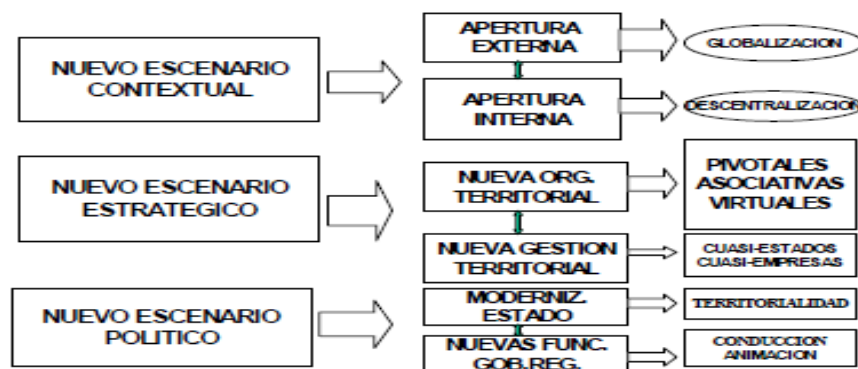 NUEVO ESCENARIO
CONTEXTUAL
APERTURA
EXTERNA
GLOBALIZACION
APERTURA
INTERNA
DESCENTRALIZACION
NUEVO ESCENARIO
ESTRATEGICO
NUEVA ORG.
TERRITORIAL
PIVOTALES
ASOCIATIVAS
VIRTUALES
NUEVA GESTION
TERRITORIAL
CUASI-ESTADOS
CUASI-EMPRESAS
NUEVO ESCENARIO
POLITICO
MODERNIZ.
ESTADO
TERRITORIALIDAD
NUEVAS FUNC.
GOB.REG.
CONDUCCION
ANIMACION